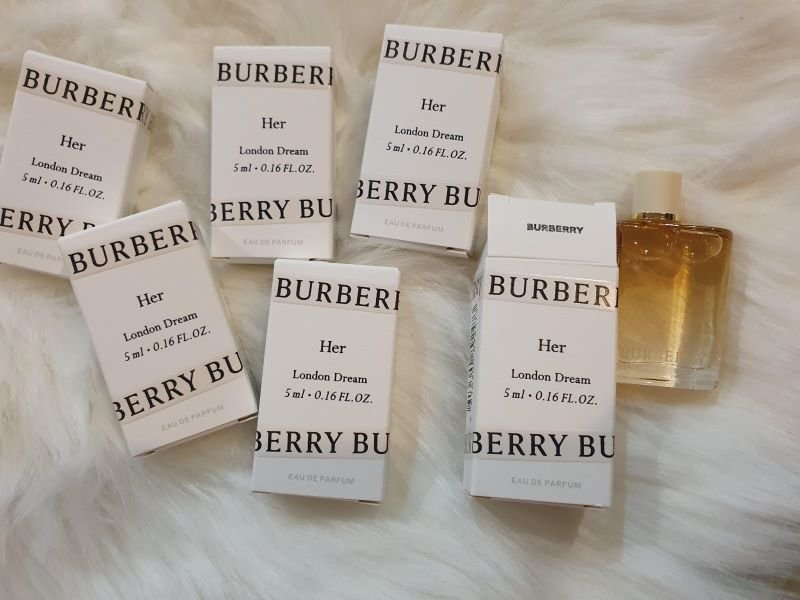 BURBERR
Her
London Dream
5 ml • 0.16 FL.OZ.
ERRY B
EAU DE
BURBERR
Her
London Dream
5 ml • 0.16 FL.OZ.
BERRY BU
EAU DE PARFUM
BURBERR
Her
London Dream
5 ml • 0.16 FL.OZ.
BERRY BU
EAU DE PARFUM
BURBERR
Her
London Dream
5 ml • 0.16 FL.OZ.
BERRY BU
EAU DE PARFUM
BURBERR
Her
London Dream
5 ml • 0.16 FL.OZ.
BERRY BU
EAU DE PARFUM
BURBERRY
BURBERR
Her
London Dream
5 ml • 0.16 FL.OZ.
BERRY BU
EAU DE PARFUM
BURBERRY